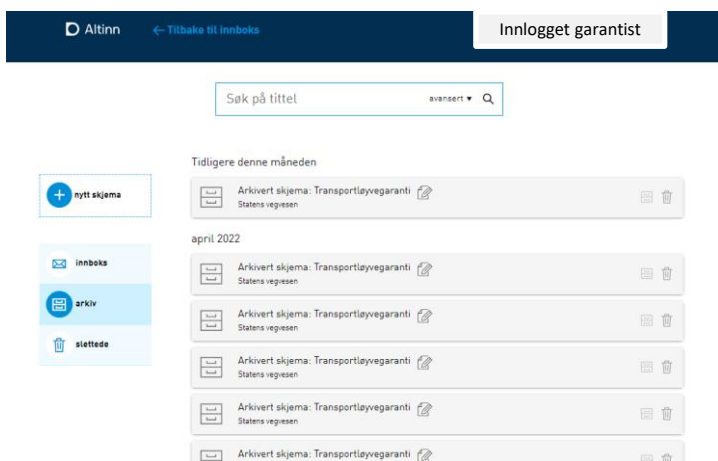 Altinn
← Tilbake til innboks
Innlogget garantist
Søk på tittel
avansert ▾
Tidligere denne måneden
nytt skjema
Arkivert skjema: Transportløyvegaranti
Statens vegvesen
april 2022
innboks
Arkivert skjema: Transportløyvegaranti
Statens vegvesen
arkiv
Arkivert skjema: Transportløyvegaranti
Statens vegvesen
slettede
Arkivert skjema: Transportløyvegaranti
Statens vegvesen
Arkivert skjema: Transportløyvegaranti
Statens vegvesen
Arkivert skjema: Transportløyvegaranti